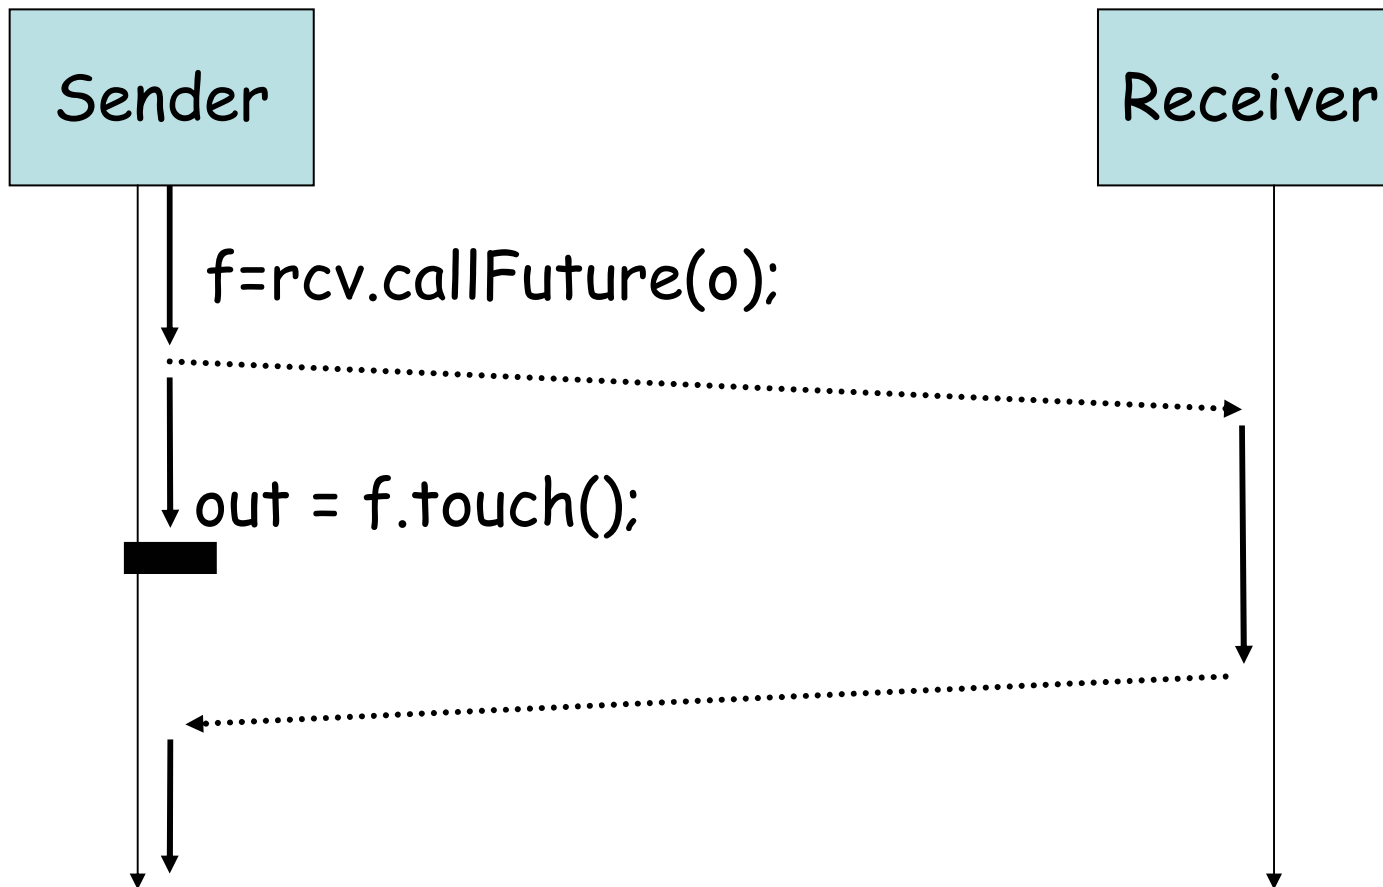 Sender
Receiver
f=rcv.callFuture(o);
out = f.touch();